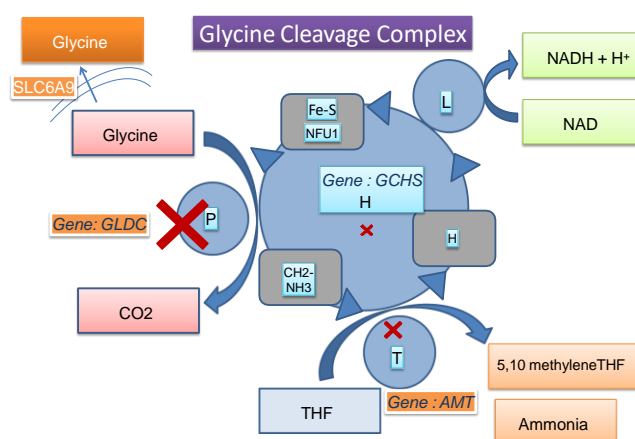 Glycine Cleavage Complex
Glycine
SLC6A9
Glycine
Gene: GLDC
P
CO2
Fe-S
NFU1
L
NADH + H+
NAD
Gene : GCHS
H
H
CH2-
NH3
T
THF
Gene : AMT
5,10 methyleneTHF
Ammonia